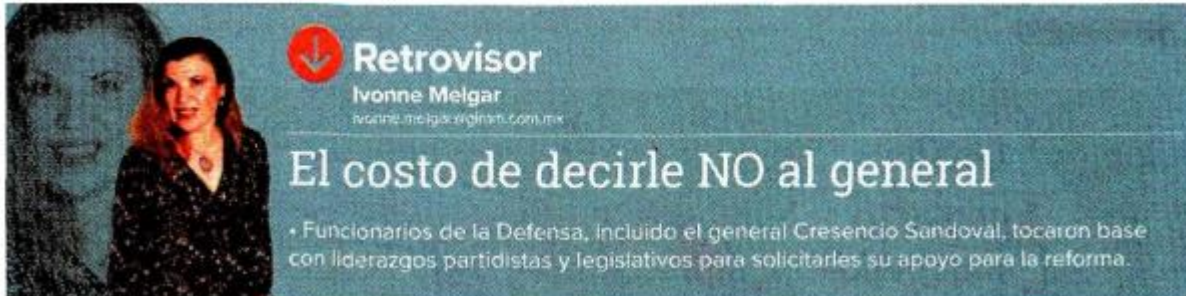 Retrovisor
Ivonne Melgar
El costo de decirle NO al general
• Funcionarios de la Defensa, incluido el general Cresencio Sandoval, tocaron base
con liderazgos partidistas y legislativos para solicitarles su apoyo para la reforma.